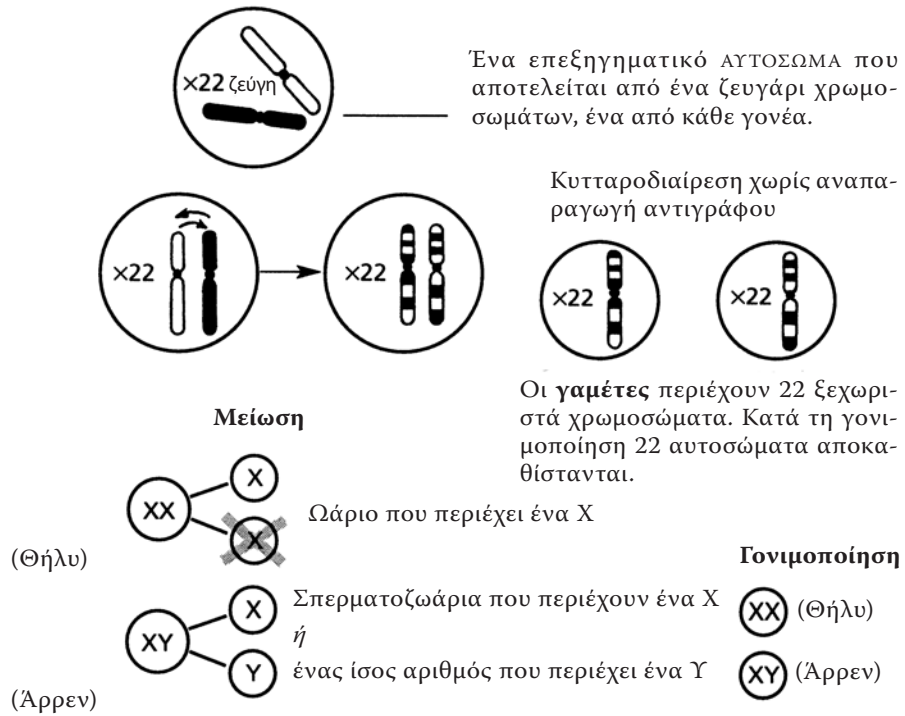 ×22 ζεύγη
Ένα επεξηγηματικό ΑΥΤΟΣΩΜΑ που
αποτελείται από ένα ζευγάρι χρωμο-
σωμάτων, ένα από κάθε γονέα.
Κυτταροδιαίρεση χωρίς αναπα-
ραγωγή αντιγράφου
×22
×22
×22
×22
Οι γαμέτες περιέχουν 22 ξεχωρι-
στά χρωμοσώματα. Κατά τη γονι-
μοποίηση 22 αυτοσώματα αποκα-
θίστανται.
Μείωση
XX
X
X
Ωάριο που περιέχει ένα Χ
(Θήλυ)
Γονιμοποίηση
XY
X
Y
Σπερματοζωάρια που περιέχουν ένα Χ
ή
ένας ίσος αριθμός που περιέχει ένα Υ
(Άρρεν)
XX (Θήλυ)
XY (Άρρεν)